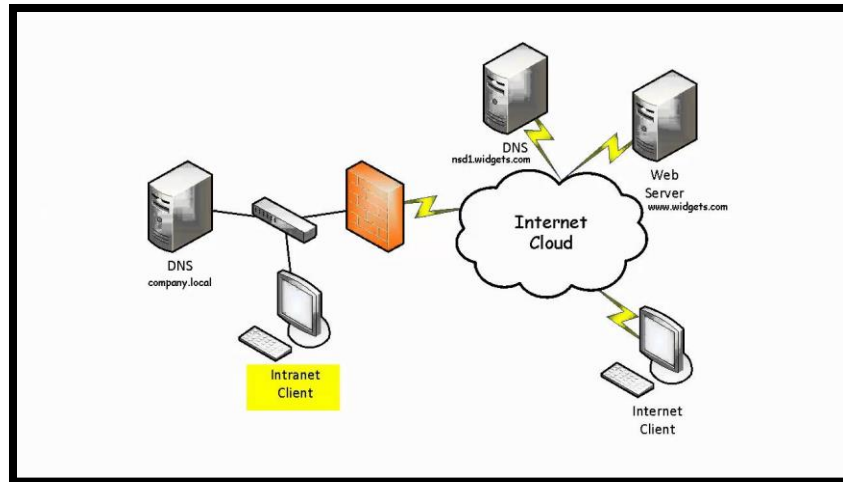 DNS
nsd1.widgets.com
Web
Server
www.widgets.com
Internet
Cloud
DNS
company.local
Intranet
Client
Internet
Client